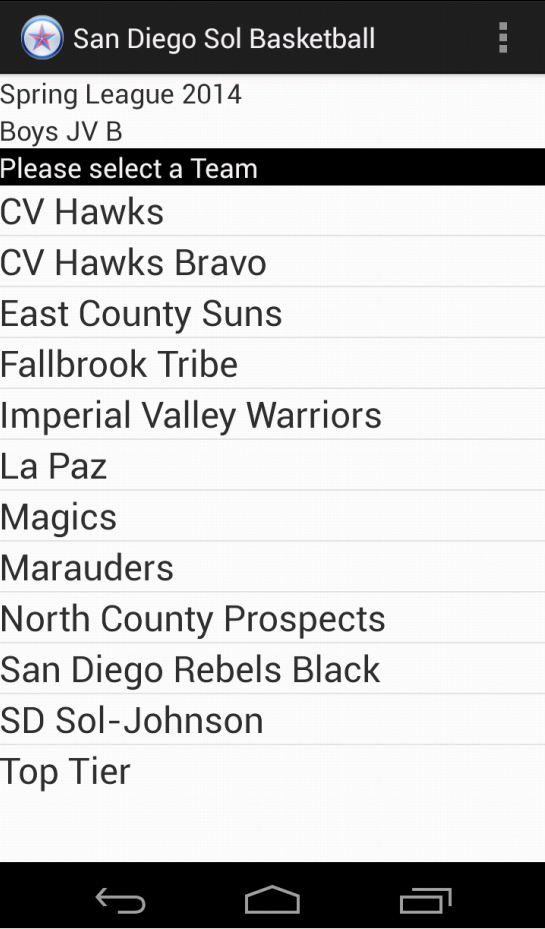 San Diego Sol Basketball
Spring League 2014
Boys JV B
Please select a Team
CV Hawks
CV Hawks Bravo
East County Suns
Fallbrook Tribe
Imperial Valley Warriors
La Paz
Magics
Marauders
North County Prospects
San Diego Rebels Black
SD Sol-Johnson
Top Tier